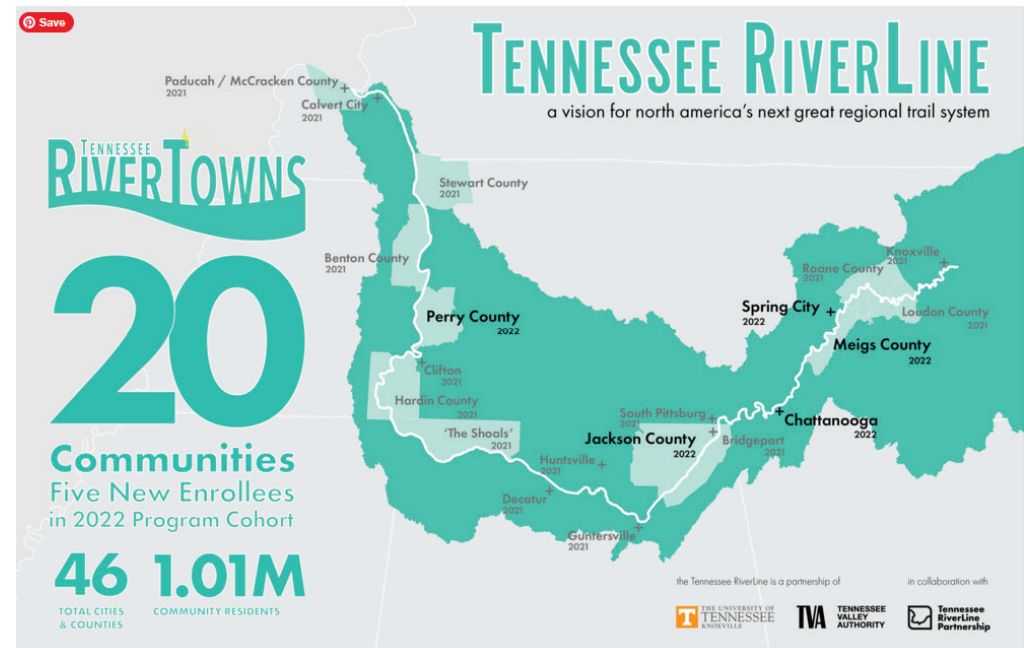 Save
TENNESSEE RIVERLINE
a vision for north america's next great regional trail system
Paducah / McCracken County
2021
Calvert City
2021
TENNESSEE
RIVERTOWNS
Stewart County
2021
Benton County
2021
Knoxville
2021
Roane County
2021
Spring City
2022
Loudon County
2021
Perry County
2022
Meigs County
2022
20
Clifton
2021
Hardin County
2021
South Pittsburg
2021
Chattanooga
2022
'The Shoals'
2021
Jackson County
2022
Bridgeport
2021
Communities
Five New Enrollees
in 2022 Program Cohort
Huntsville
2021
Decatur
2021
Guntersville
2021
46
TOTAL CITIES
& COUNTIES
1.01M
COMMUNITY RESIDENTS
the Tennessee RiverLine is a partnership of
in collaboration with
T
THE UNIVERSITY OF
TENNESSEE
KNOXVILLE
TVA
TENNESSEE
VALLEY
AUTHORITY
Tennessee
RiverLine
Partnership